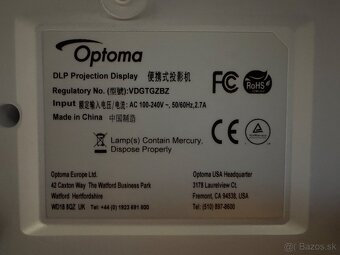 Optoma
DLP Projection Display 便携式投影机
Regulatory No. (型號): VDGTGZBZ
Input 额定输入电压/电流: AC 100-240V ~, 50/60Hz, 2.7A
Made in China 中国制造
FC
RoHS
Lamp(s) Contain Mercury,
Dispose Properly
Optoma Europe Ltd.
42 Caxton Way The Watford Business Park
Watford Hertfordshire
WD18 8QZ UK Tel:+44 (0) 1923 691 800
Optoma USA Headquarter
3178 Laurelview Ct.
Fremont, CA 94538, USA
Tel: (510) 897-8600
bazos.sk